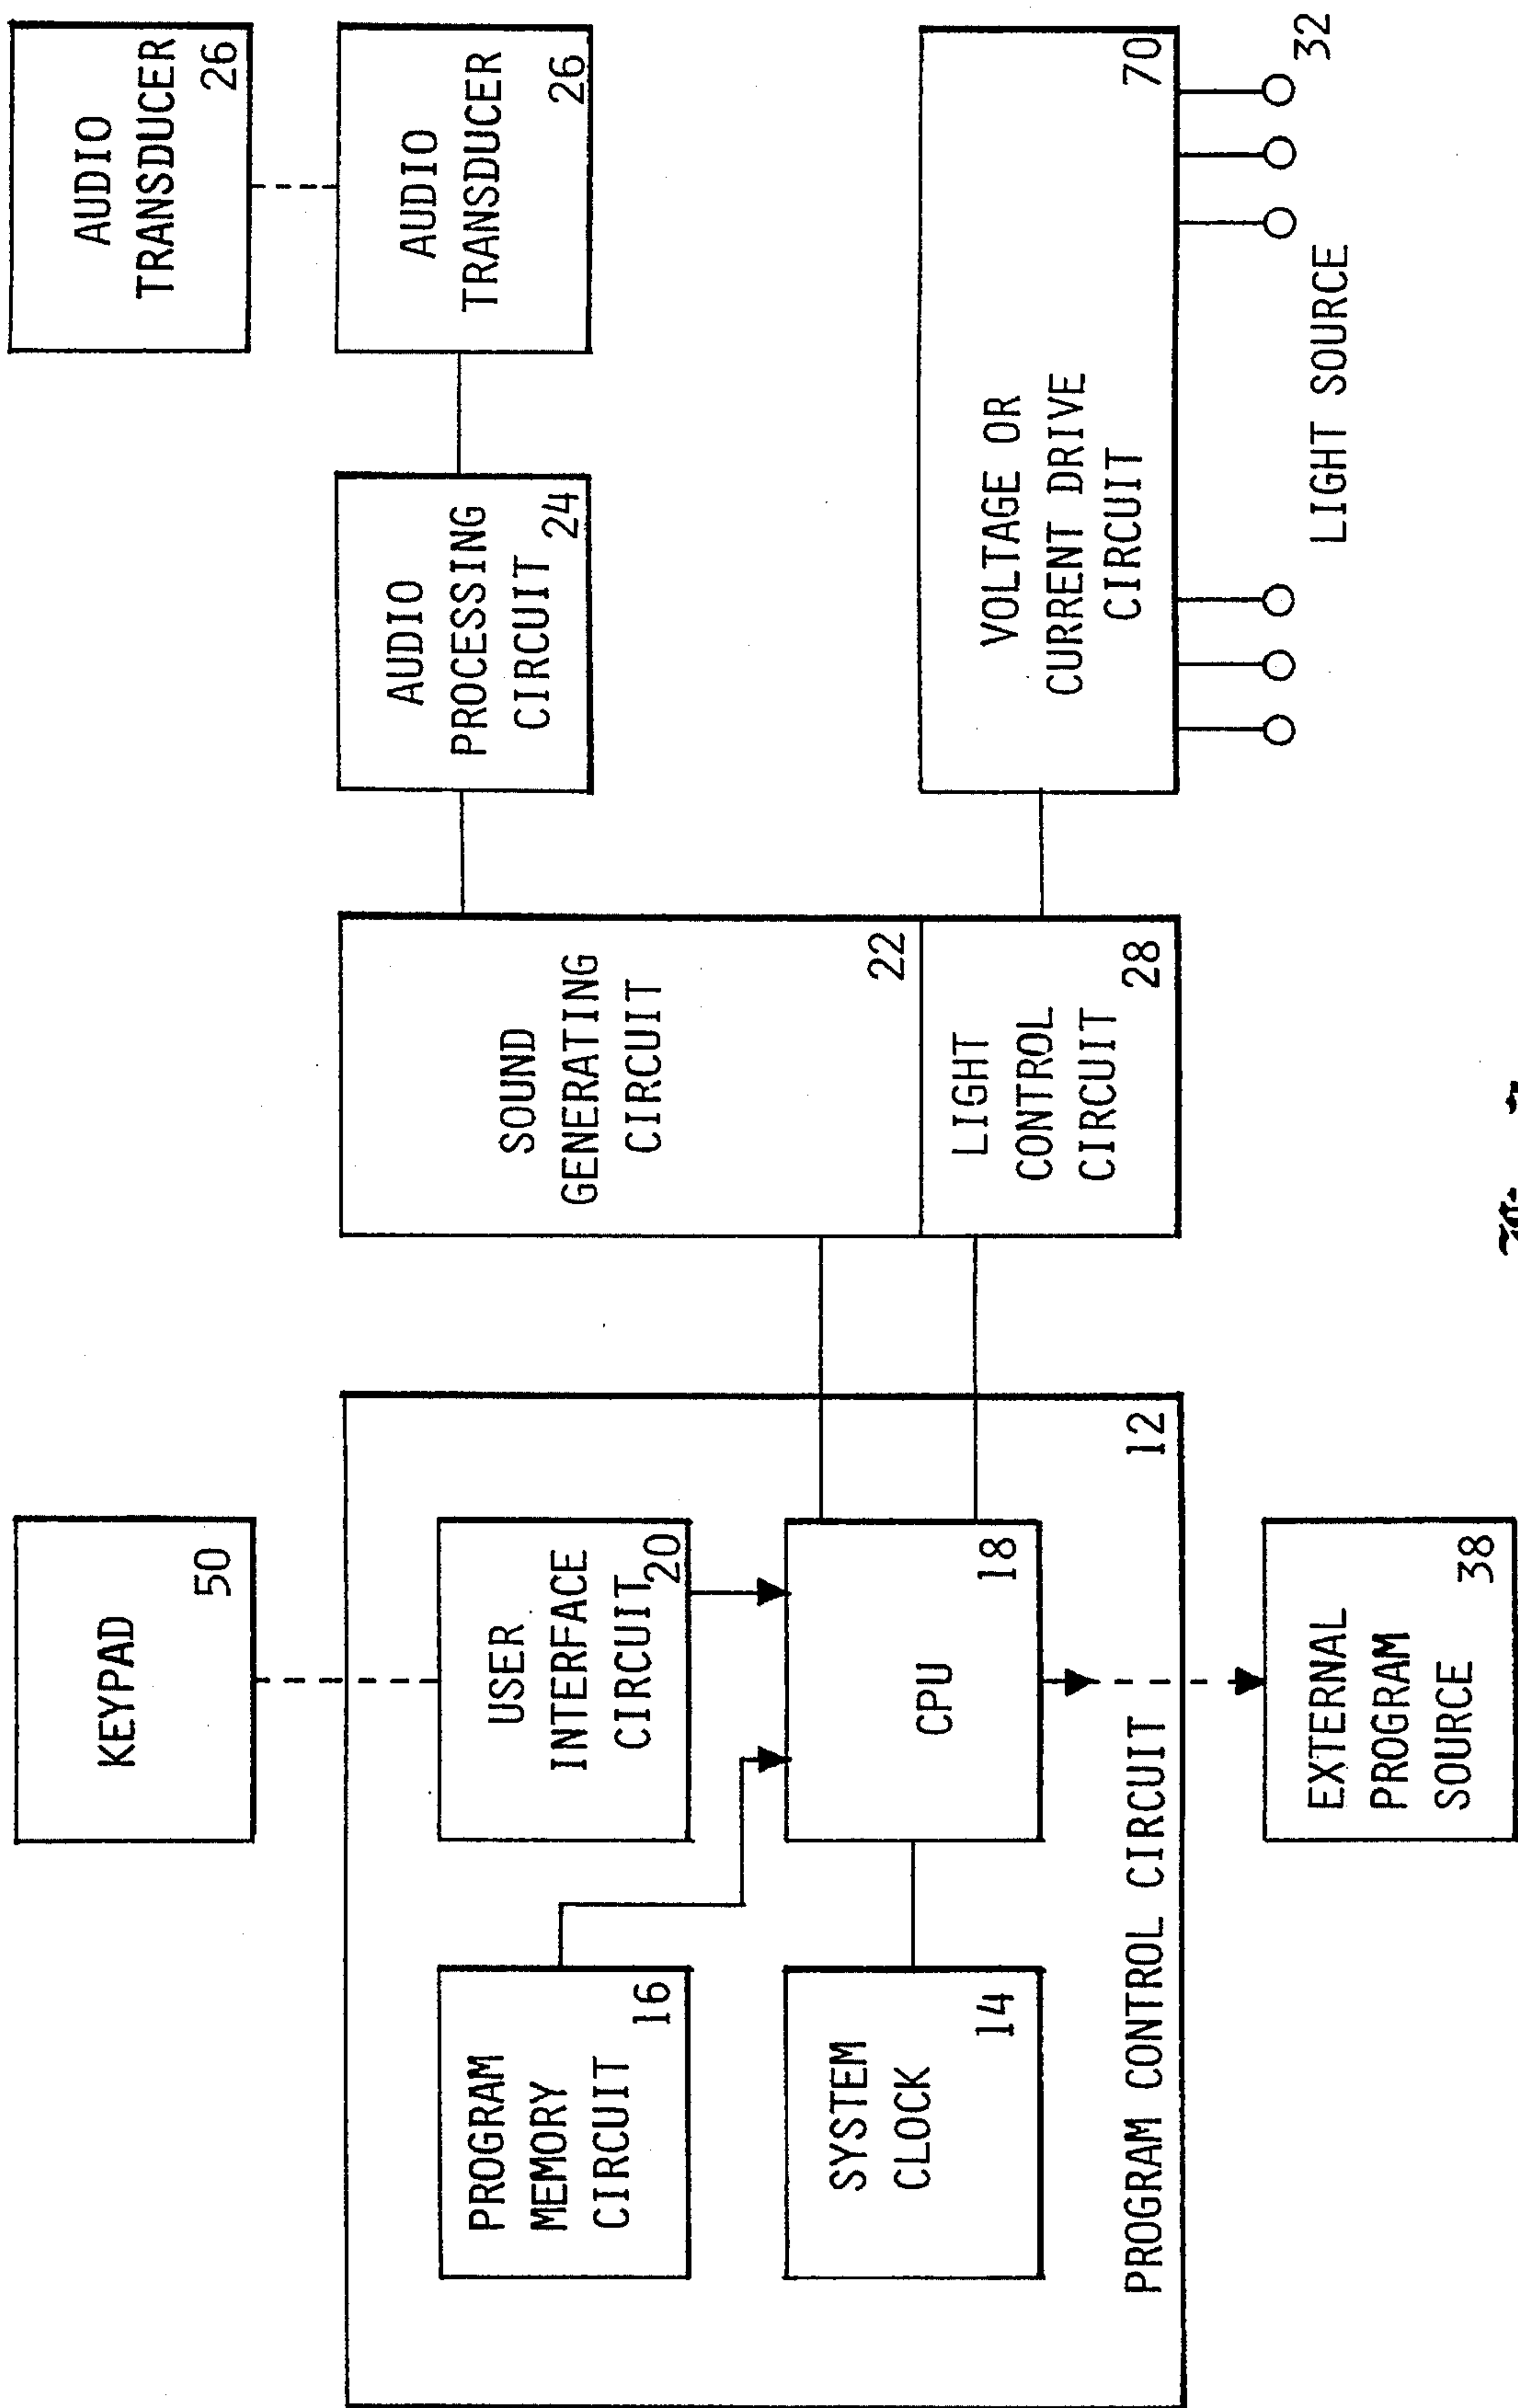 KEYPAD
50
PROGRAM
MEMORY
CIRCUIT
16
USER
INTERFACE
CIRCUIT
20
SYSTEM
CLOCK
14
CPU
18
PROGRAM CONTROL CIRCUIT
12
EXTERNAL
PROGRAM
SOURCE
38
SOUND
GENERATING
CIRCUIT
22
LIGHT
CONTROL
CIRCUIT
28
AUDIO
PROCESSING
CIRCUIT
24
AUDIO
TRANSDUCER
26
AUDIO
TRANSDUCER
26
VOLTAGE OR
CURRENT DRIVE
CIRCUIT
70
LIGHT SOURCE
32